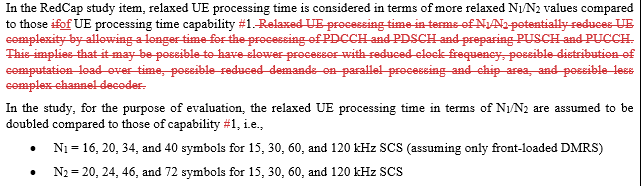 In the RedCap study item, relaxed UE processing time is considered in terms of more relaxed N1/N2 values compared
to those ifof UE processing time capability #1. Relaxed UE processing time in terms of N1/N2 potentially reduces UE
complexity by allowing a longer time for the processing of PDCCH and PDSCH and preparing PUSCH and PUCCH.
This implies that it may be possible to have slower processor with reduced clock frequency, possible distribution of
computation load over time, possible reduced demands on parallel processing and chip area, and possible less
complex channel decoder.
In the study, for the purpose of evaluation, the relaxed UE processing time in terms of N1/N2 are assumed to be
doubled compared to those of capability #1, i.e.,
• N1 = 16, 20, 34, and 40 symbols for 15, 30, 60, and 120 kHz SCS (assuming only front-loaded DMRS)
• N2 = 20, 24, 46, and 72 symbols for 15, 30, 60, and 120 kHz SCS